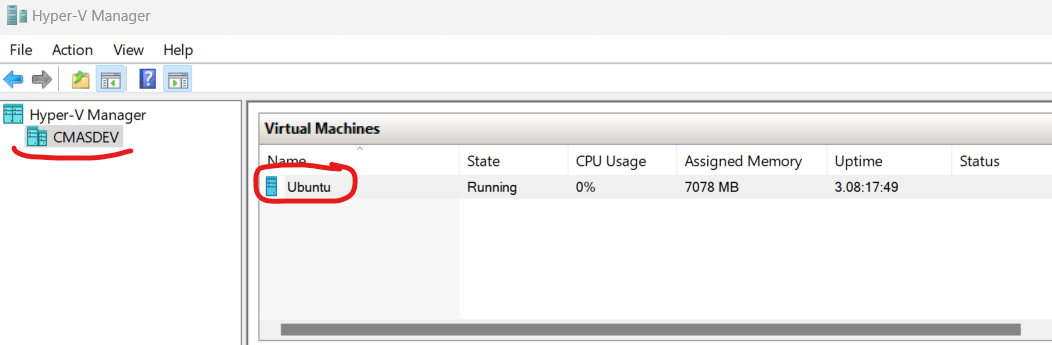 Hyper-V Manager
File Action View Help
Hyper-V Manager
CMASDEV
Virtual Machines
Name State CPU Usage Assigned Memory Uptime Status
Ubuntu Running 0% 7078 MB 3.08:17:49